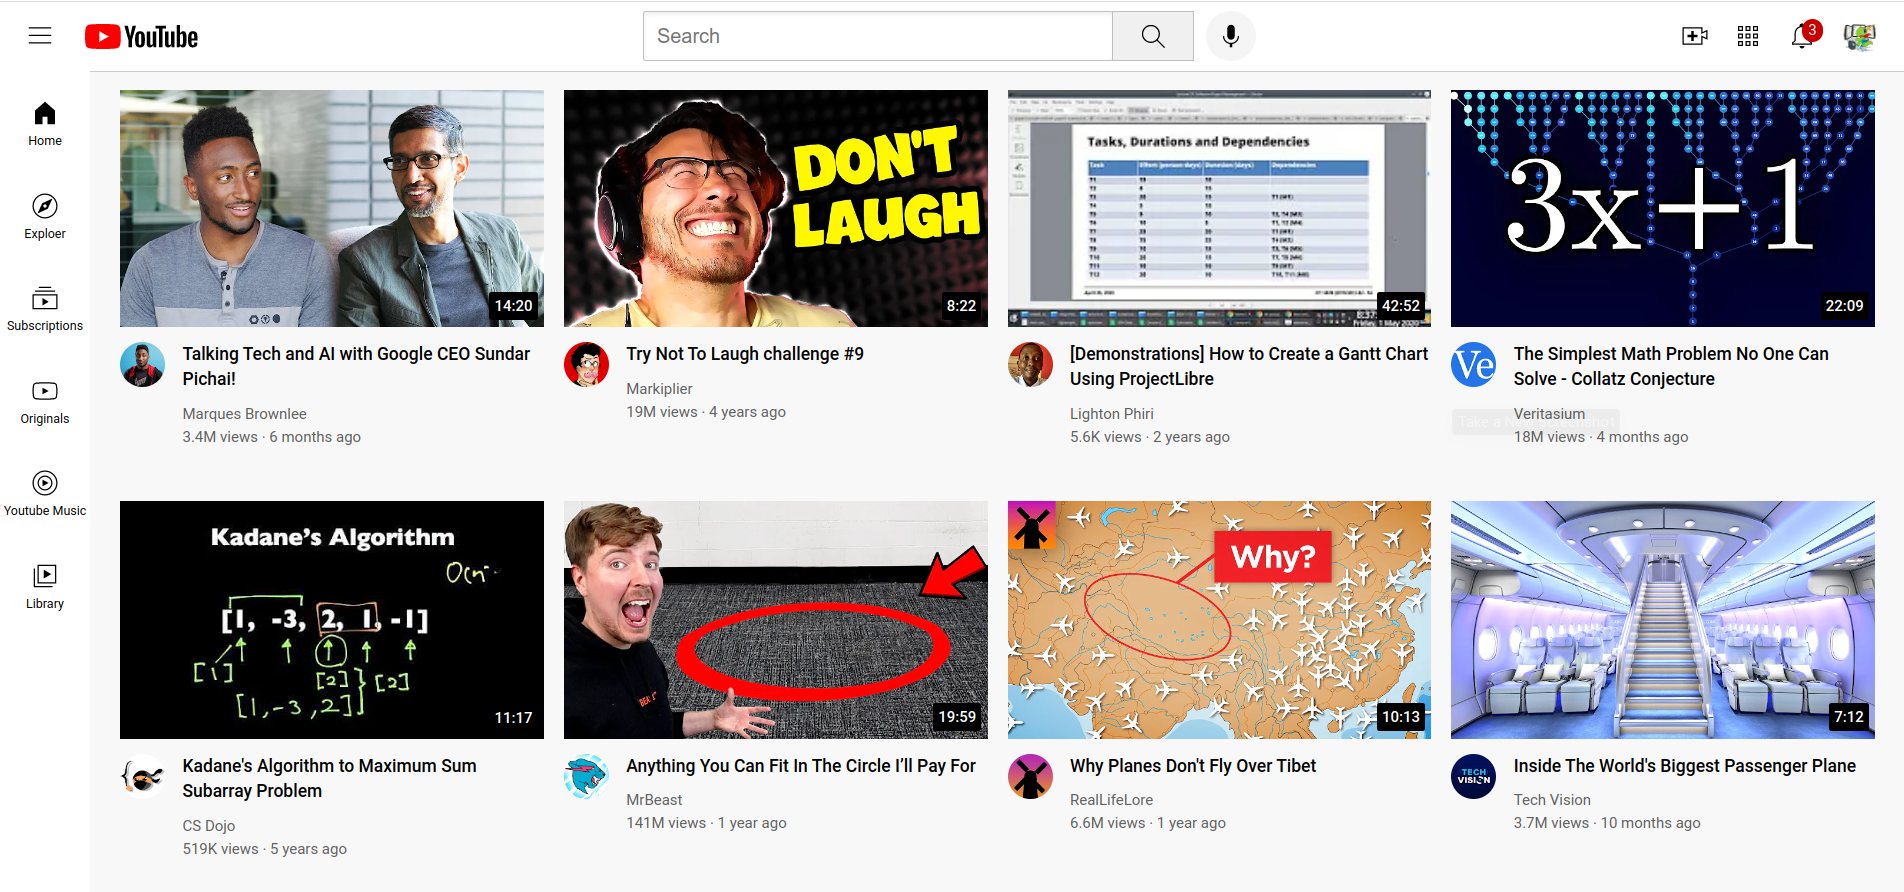 YouTube
Search
3
Home
Exploer
Subscriptions
Originals
Youtube Music
Library
14:20
Talking Tech and AI with Google CEO Sundar
Pichai!
Marques Brownlee
3.4M views · 6 months ago
DON'T
LAUGH
8:22
Try Not To Laugh challenge #9
Markiplier
19M views · 4 years ago
Tasks, Durations and Dependencies
42:52
[Demonstrations] How to Create a Gantt Chart
Using ProjectLibre
Lighton Phiri
5.6K views · 2 years ago
3x+1
22:09
Ve
The Simplest Math Problem No One Can
Solve - Collatz Conjecture
Veritasium
Take a New Screenshot
18M views · 4 months ago
Kadane's Algorithm
[1, -3, 2, 1, -1]
[1]
[2]
[2]
[1, -3, 2]
11:17
Kadane's Algorithm to Maximum Sum
Subarray Problem
CS Dojo
519K views · 5 years ago
19:59
Anything You Can Fit In The Circle I’ll Pay For
MrBeast
141M views · 1 year ago
Why?
10:13
Why Planes Don't Fly Over Tibet
RealLifeLore
6.6M views · 1 year ago
7:12
TECH
VISION
Inside The World's Biggest Passenger Plane
Tech Vision
3.7M views · 10 months ago